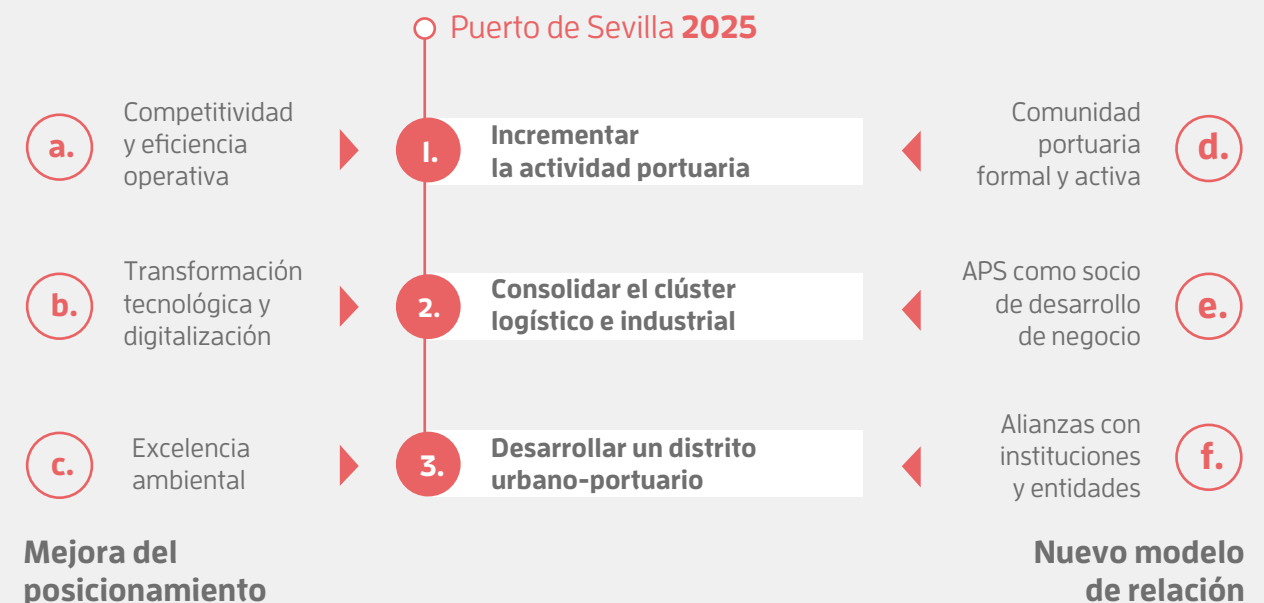 Puerto de Sevilla 2025
a.
Competitividad
y eficiencia
operativa
1.
Incrementar
la actividad portuaria
Comunidad
portuaria
formal y activa
d.
b.
Transformación
tecnológica y
digitalización
2.
Consolidar el clúster
logístico e industrial
APS como socio
de desarrollo
de negocio
e.
c.
Excelencia
ambiental
3.
Desarrollar un distrito
urbano-portuario
Alianzas con
instituciones
y entidades
f.
Mejora del
posicionamiento
Nuevo modelo
de relación